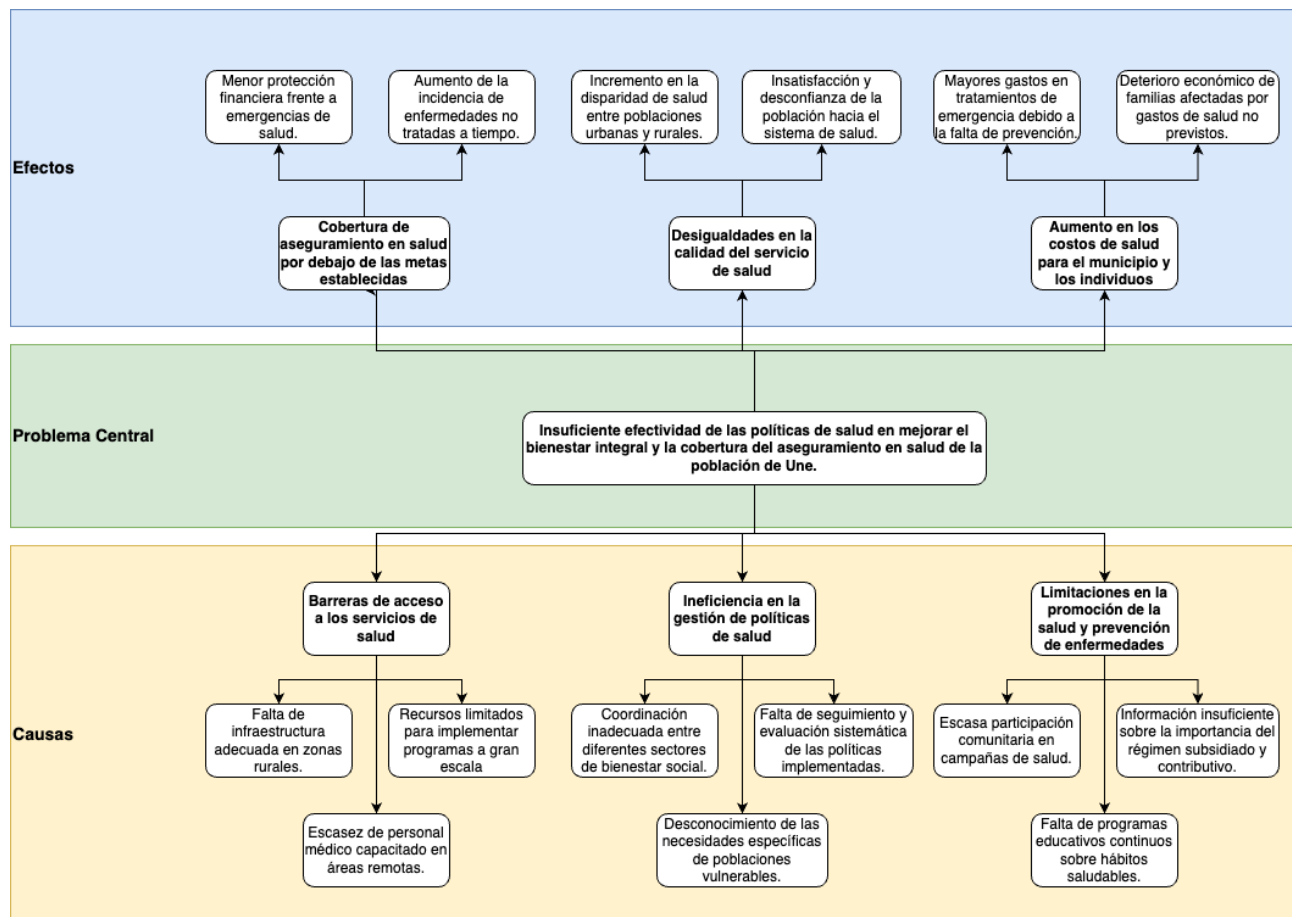 Menor protección
financiera frente a
emergencias de
salud.
Aumento de la
incidencia de
enfermedades no
tratadas a tiempo.
Incremento en la
disparidad de salud
entre poblaciones
urbanas y rurales.
Insatisfacción y
desconfianza de la
población hacia el
sistema de salud.
Mayores gastos en
tratamientos de
emergencia debido a
la falta de prevención.
Deterioro económico de
familias afectadas por
gastos de salud no
previstos.
Efectos
Cobertura de
aseguramiento en salud
por debajo de las metas
establecidas
Desigualdades en la
calidad del servicio
de salud
Aumento en los
costos de salud
para el municipio y
los individuos
Problema Central
Insuficiente efectividad de las políticas de salud en mejorar el
bienestar integral y la cobertura del aseguramiento en salud de la
población de Une.
Barreras de acceso
a los servicios de
salud
Ineficiencia en la
gestión de políticas
de salud
Limitaciones en la
promoción de la
salud y prevención
de enfermedades
Causas
Falta de
infraestructura
adecuada en zonas
rurales.
Recursos limitados
para implementar
programas a gran
escala
Coordinación
inadecuada entre
diferentes sectores
de bienestar social.
Falta de seguimiento y
evaluación sistemática
de las políticas
implementadas.
Escasa participación
comunitaria en
campañas de salud.
Información insuficiente
sobre la importancia del
régimen subsidiado y
contributivo.
Escasez de personal
médico capacitado en
áreas remotas.
Desconocimiento de las
necesidades específicas
de poblaciones
vulnerables.
Falta de programas
educativos continuos
sobre hábitos
saludables.